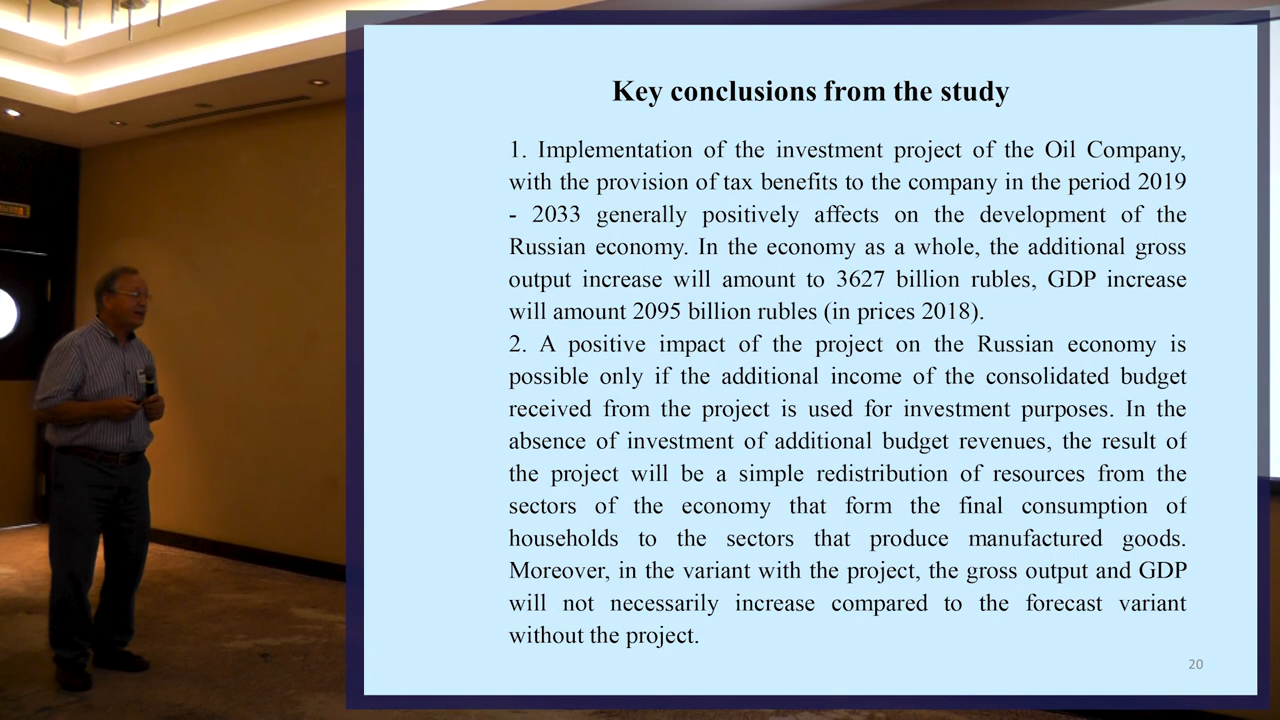 Key conclusions from the study
1. Implementation of the investment project of the Oil Company,
with the provision of tax benefits to the company in the period 2019
- 2033 generally positively affects on the development of the
Russian economy. In the economy as a whole, the additional gross
output increase will amount to 3627 billion rubles, GDP increase
will amount 2095 billion rubles (in prices 2018).
2. A positive impact of the project on the Russian economy is
possible only if the additional income of the consolidated budget
received from the project is used for investment purposes. In the
absence of investment of additional budget revenues, the result of
the project will be a simple redistribution of resources from the
sectors of the economy that form the final consumption of
households to the sectors that produce manufactured goods.
Moreover, in the variant with the project, the gross output and GDP
will not necessarily increase compared to the forecast variant
without the project.
20